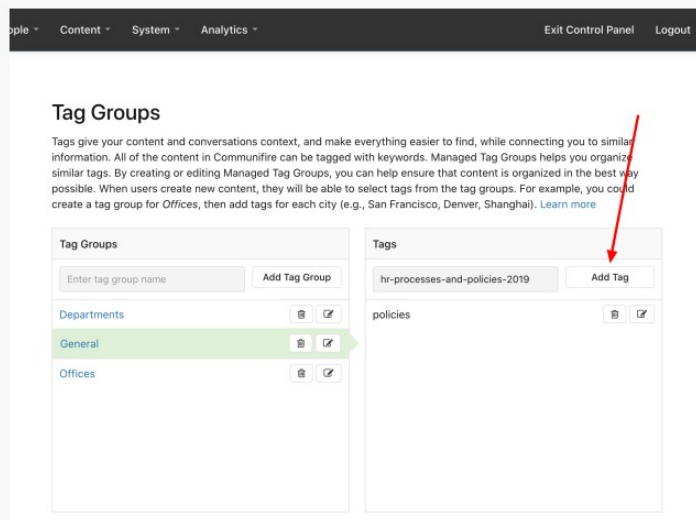 Content System Analytics Exit Control Panel Logout
Tag Groups
Tags give your content and conversations context, and make everything easier to find, while connecting you to similar
information. All of the content in Communifire can be tagged with keywords. Managed Tag Groups helps you organize
similar tags. By creating or editing Managed Tag Groups, you can help ensure that content is organized in the best way
possible. When users create new content, they will be able to select tags from the tag groups. For example, you could
create a tag group for Offices, then add tags for each city (e.g., San Francisco, Denver, Shanghai). Learn more
Tag Groups
Enter tag group name Add Tag Group
Departments
General
Offices
Tags
hr-processes-and-policies-2019 Add Tag
policies